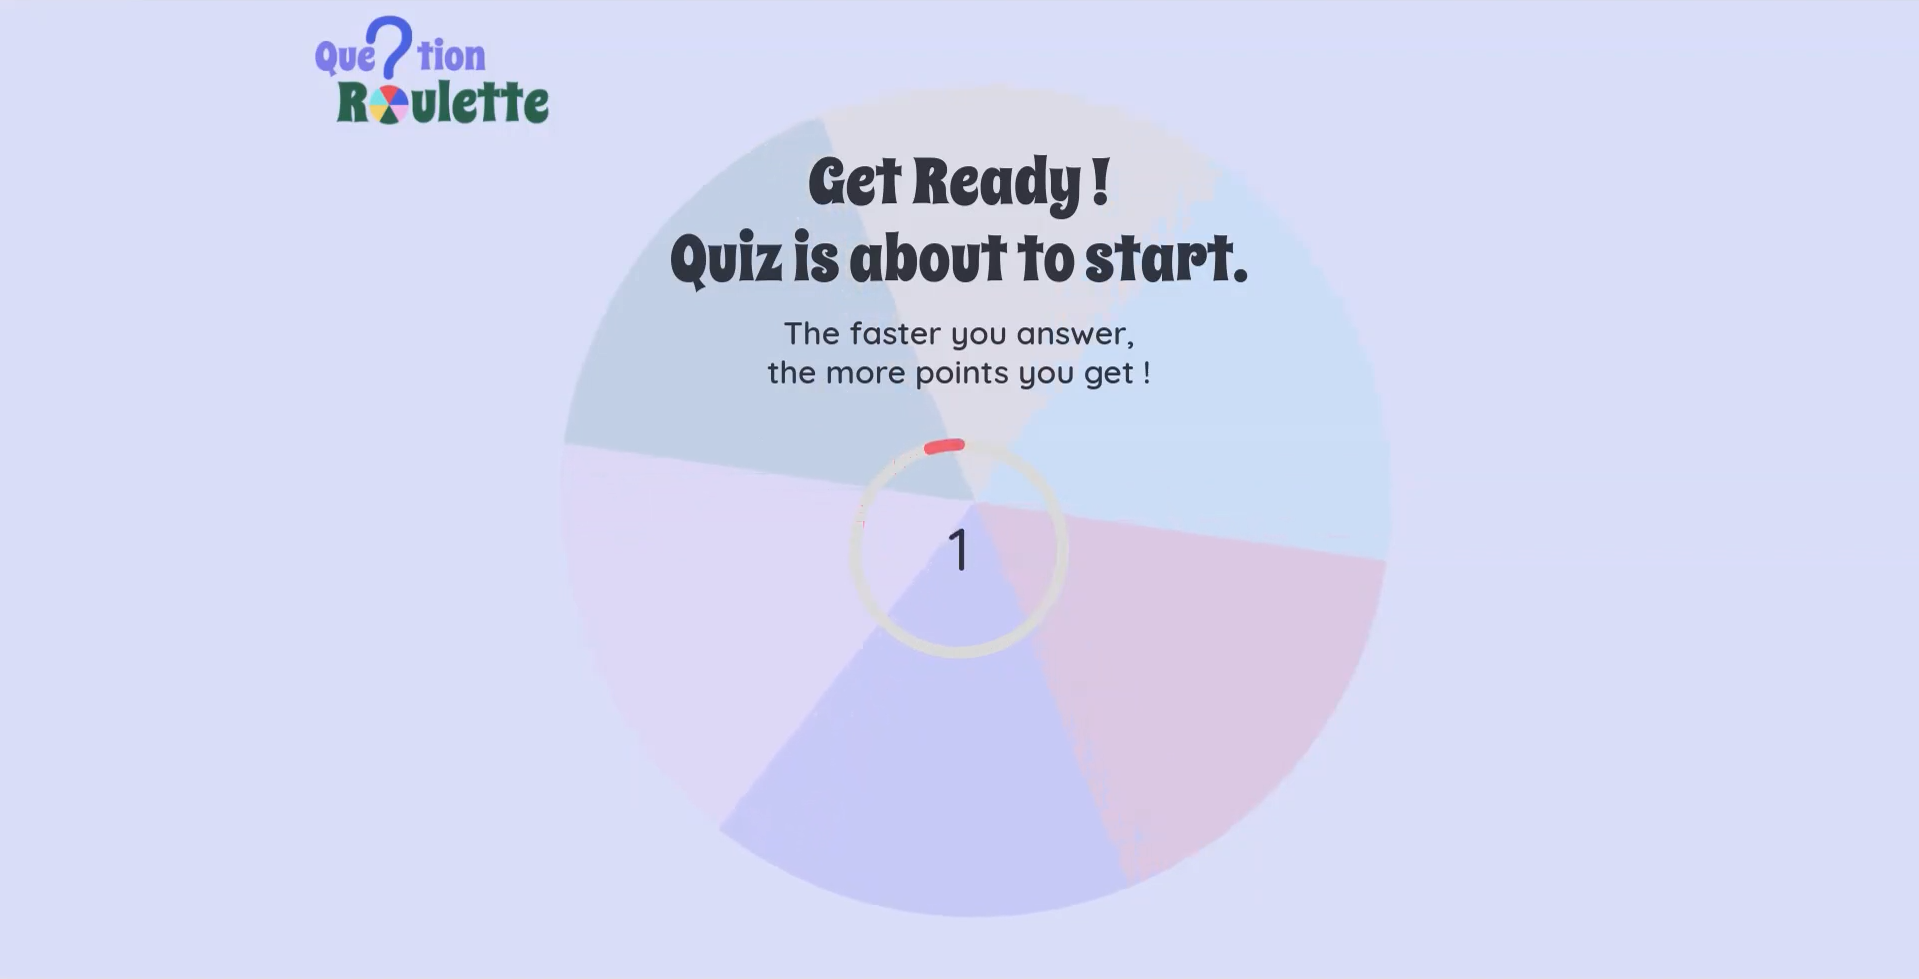 Que?tion
Roulette
Get Ready !
Quiz is about to start.
The faster you answer,
the more points you get !
1